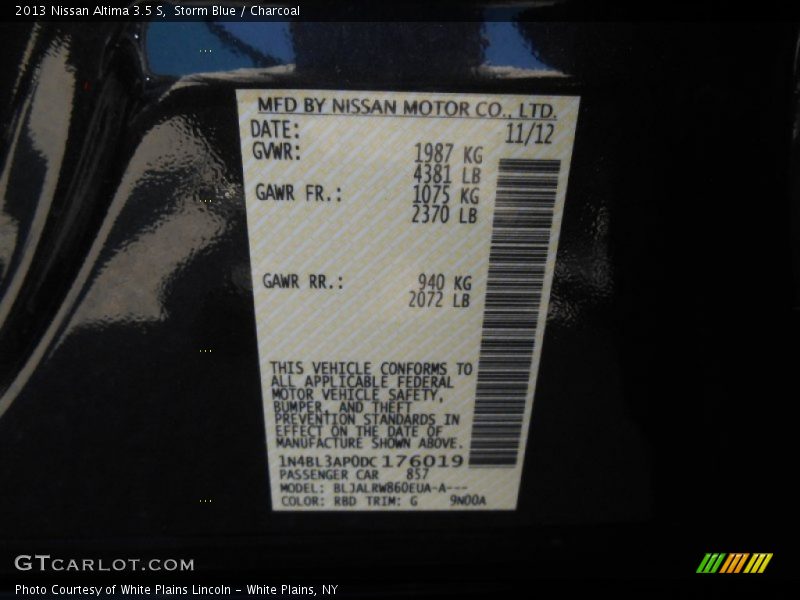 2013 Nissan Altima 3.5 S, Storm Blue / Charcoal
MFD BY NISSAN MOTOR CO., LTD.
DATE: 11/12
GVWR: 1987 KG
4381 LB
GAWR FR.: 1075 KG
2370 LB
GAWR RR.: 940 KG
2072 LB
THIS VEHICLE CONFORMS TO
ALL APPLICABLE FEDERAL
MOTOR VEHICLE SAFETY,
BUMPER, AND THEFT
PREVENTION STANDARDS IN
EFFECT ON THE DATE OF
MANUFACTURE SHOWN ABOVE.
1N4BL3AP0DC176019
PASSENGER CAR 857
MODEL: BLJALRW860EUA-A---
COLOR: RBD TRIM: G 9N00A
GTCARLOT.COM
Photo Courtesy of White Plains Lincoln - White Plains, NY